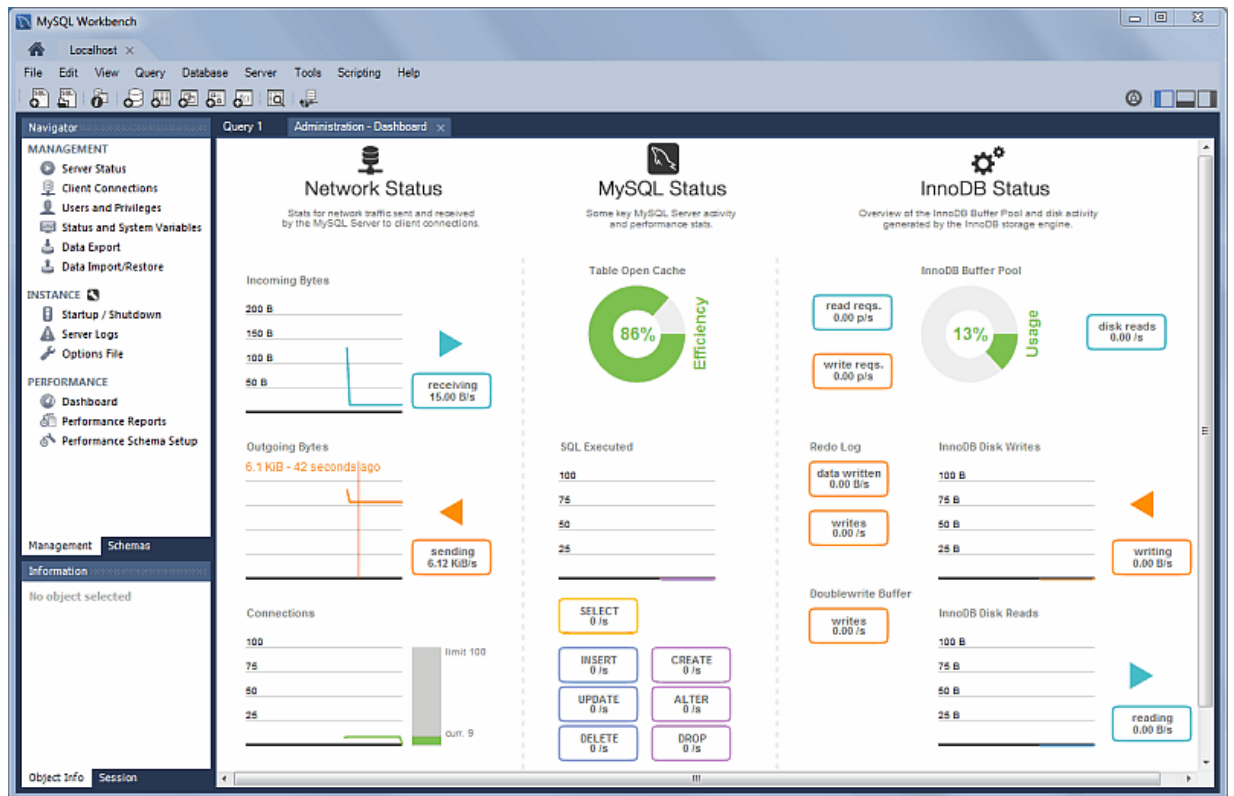 MySQL Workbench
Localhost
File Edit View Query Database Server Tools Scripting Help
Navigator
MANAGEMENT
Server Status
Client Connections
Users and Privileges
Status and System Variables
Data Export
Data Import/Restore
INSTANCE
Startup / Shutdown
Server Logs
Options File
PERFORMANCE
Dashboard
Performance Reports
Performance Schema Setup
Management Schemas
Information
No object selected
Object Info Session
Query 1 Administration - Dashboard
Network Status
Stats for network traffic sent and received
by the MySQL Server to client connections.
Incoming Bytes
200 B
150 B
100 B
50 B
receiving
15.00 B/s
Outgoing Bytes
6.1 KiB - 42 seconds ago
sending
6.12 KiB/s
Connections
100
75
50
25
limit 100
curr. 9
MySQL Status
Some key MySQL Server activity
and performance stats.
Table Open Cache
86%
Efficiency
SQL Executed
100
75
50
25
SELECT
0 /s
INSERT
0 /s
CREATE
0 /s
UPDATE
0 /s
ALTER
0 /s
DELETE
0 /s
DROP
0 /s
InnoDB Status
Overview of the InnoDB Buffer Pool and disk activity
generated by the InnoDB storage engine.
InnoDB Buffer Pool
read reqs.
0.00 p/s
write reqs.
0.00 p/s
13%
Usage
disk reads
0.00 /s
Redo Log
data written
0.00 B/s
writes
0.00 /s
Doublewrite Buffer
writes
0.00 /s
InnoDB Disk Writes
100 B
75 B
50 B
25 B
writing
0.00 B/s
InnoDB Disk Reads
100 B
75 B
50 B
25 B
reading
0.00 B/s